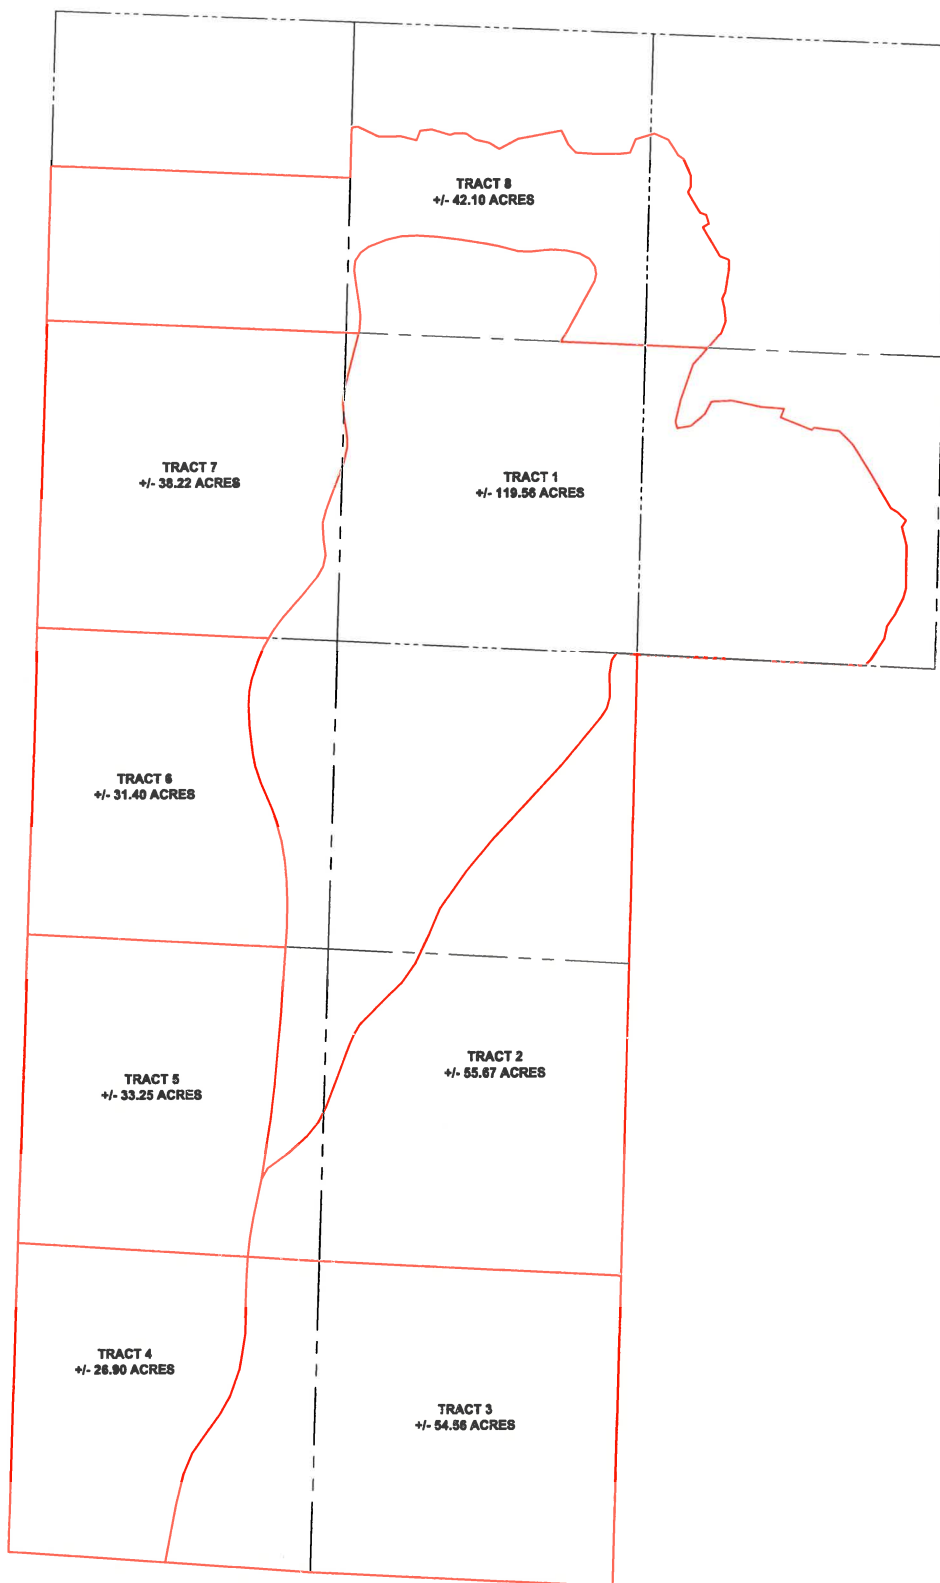 TRACT 8
+/- 42.10 ACRES
TRACT 7
+/- 38.22 ACRES
TRACT 1
+/- 119.56 ACRES
TRACT 6
+/- 31.40 ACRES
TRACT 2
+/- 55.67 ACRES
TRACT 5
+/- 33.25 ACRES
TRACT 4
+/- 26.90 ACRES
TRACT 3
+/- 54.56 ACRES